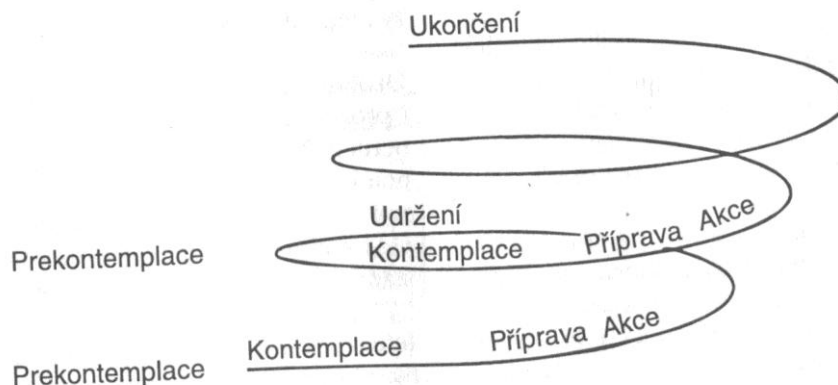 Ukončení
Udržení
Prekontemplace Kontemplace Příprava Akce
Prekontemplace Kontemplace Příprava Akce